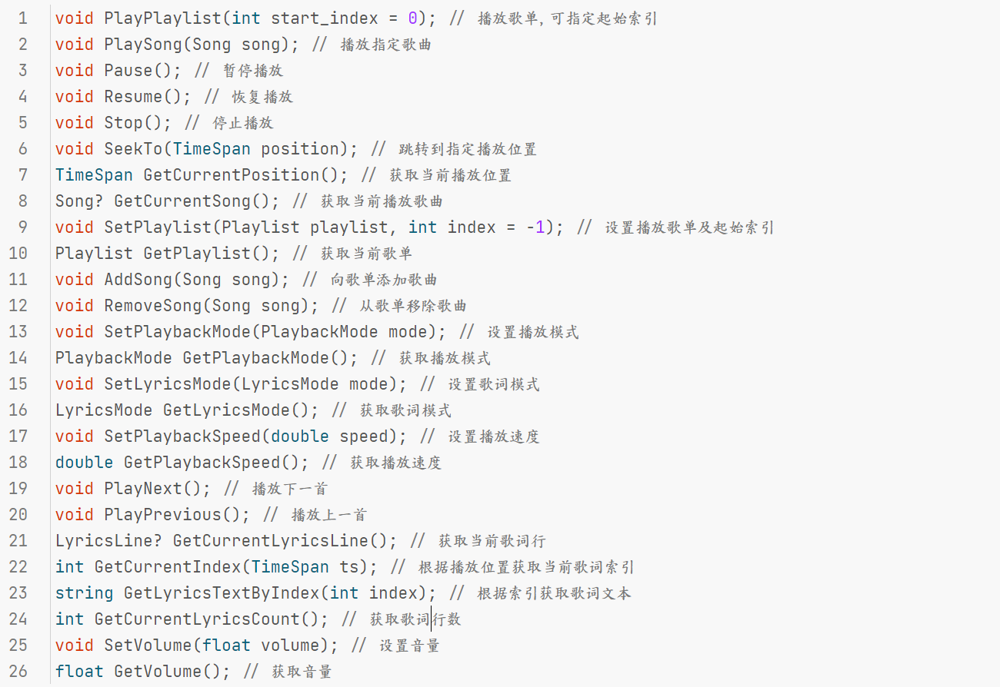 1 void PlayPlaylist(int start_index = 0); // 播放歌单, 可指定起始索引
2 void PlaySong(Song song); // 播放指定歌曲
3 void Pause(); // 暂停播放
4 void Resume(); // 恢复播放
5 void Stop(); // 停止播放
6 void SeekTo(TimeSpan position); // 跳转到指定播放位置
7 TimeSpan GetCurrentPosition(); // 获取当前播放位置
8 Song? GetCurrentSong(); // 获取当前播放歌曲
9 void SetPlaylist(Playlist playlist, int index = -1); // 设置播放歌单及起始索引
10 Playlist GetPlaylist(); // 获取当前歌单
11 void AddSong(Song song); // 向歌单添加歌曲
12 void RemoveSong(Song song); // 从歌单移除歌曲
13 void SetPlaybackMode(PlaybackMode mode); // 设置播放模式
14 PlaybackMode GetPlaybackMode(); // 获取播放模式
15 void SetLyricsMode(LyricsMode mode); // 设置歌词模式
16 LyricsMode GetLyricsMode(); // 获取歌词模式
17 void SetPlaybackSpeed(double speed); // 设置播放速度
18 double GetPlaybackSpeed(); // 获取播放速度
19 void PlayNext(); // 播放下一首
20 void PlayPrevious(); // 播放上一首
21 LyricsLine? GetCurrentLyricsLine(); // 获取当前歌词行
22 int GetCurrentIndex(TimeSpan ts); // 根据播放位置获取当前歌词索引
23 string GetLyricsTextByIndex(int index); // 根据索引获取歌词文本
24 int GetCurrentLyricsCount(); // 获取歌词行数
25 void SetVolume(float volume); // 设置音量
26 float GetVolume(); // 获取音量